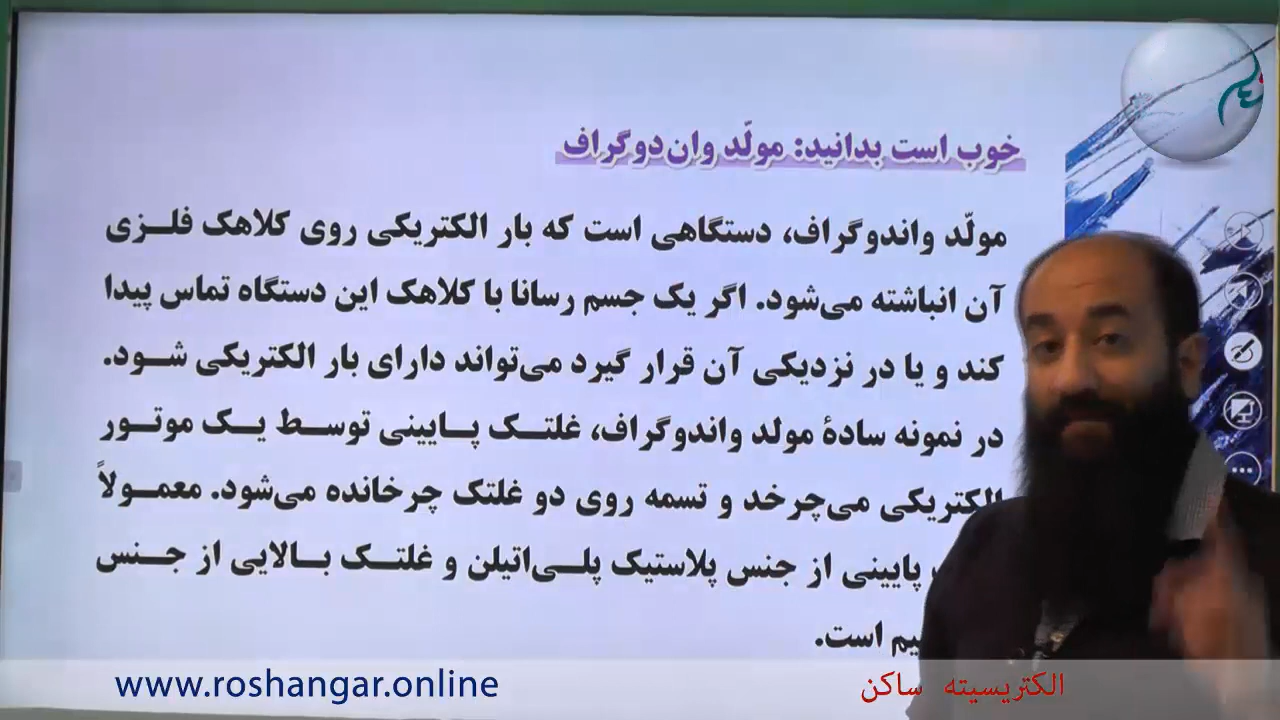 خوب است بدانید: مولّد وان‌دوگراف
مولّد واندوگراف، دستگاهی است که بار الکتریکی روی کلاهک فلزی
آن انباشته می‌شود. اگر یک جسم رسانا با کلاهک این دستگاه تماس پیدا
کند و یا در نزدیکی آن قرار گیرد می‌تواند دارای بار الکتریکی شود.
در نمونه سادهٔ مولد واندوگراف، غلتک پایینی توسط یک موتور
الکتریکی می‌چرخد و تسمه روی دو غلتک چرخانده می‌شود. معمولاً
پایینی از جنس پلاستیک پلی‌اتیلن و غلتک بالایی از جنس
است.
www.roshangar.online
الکتریسیته ساکن